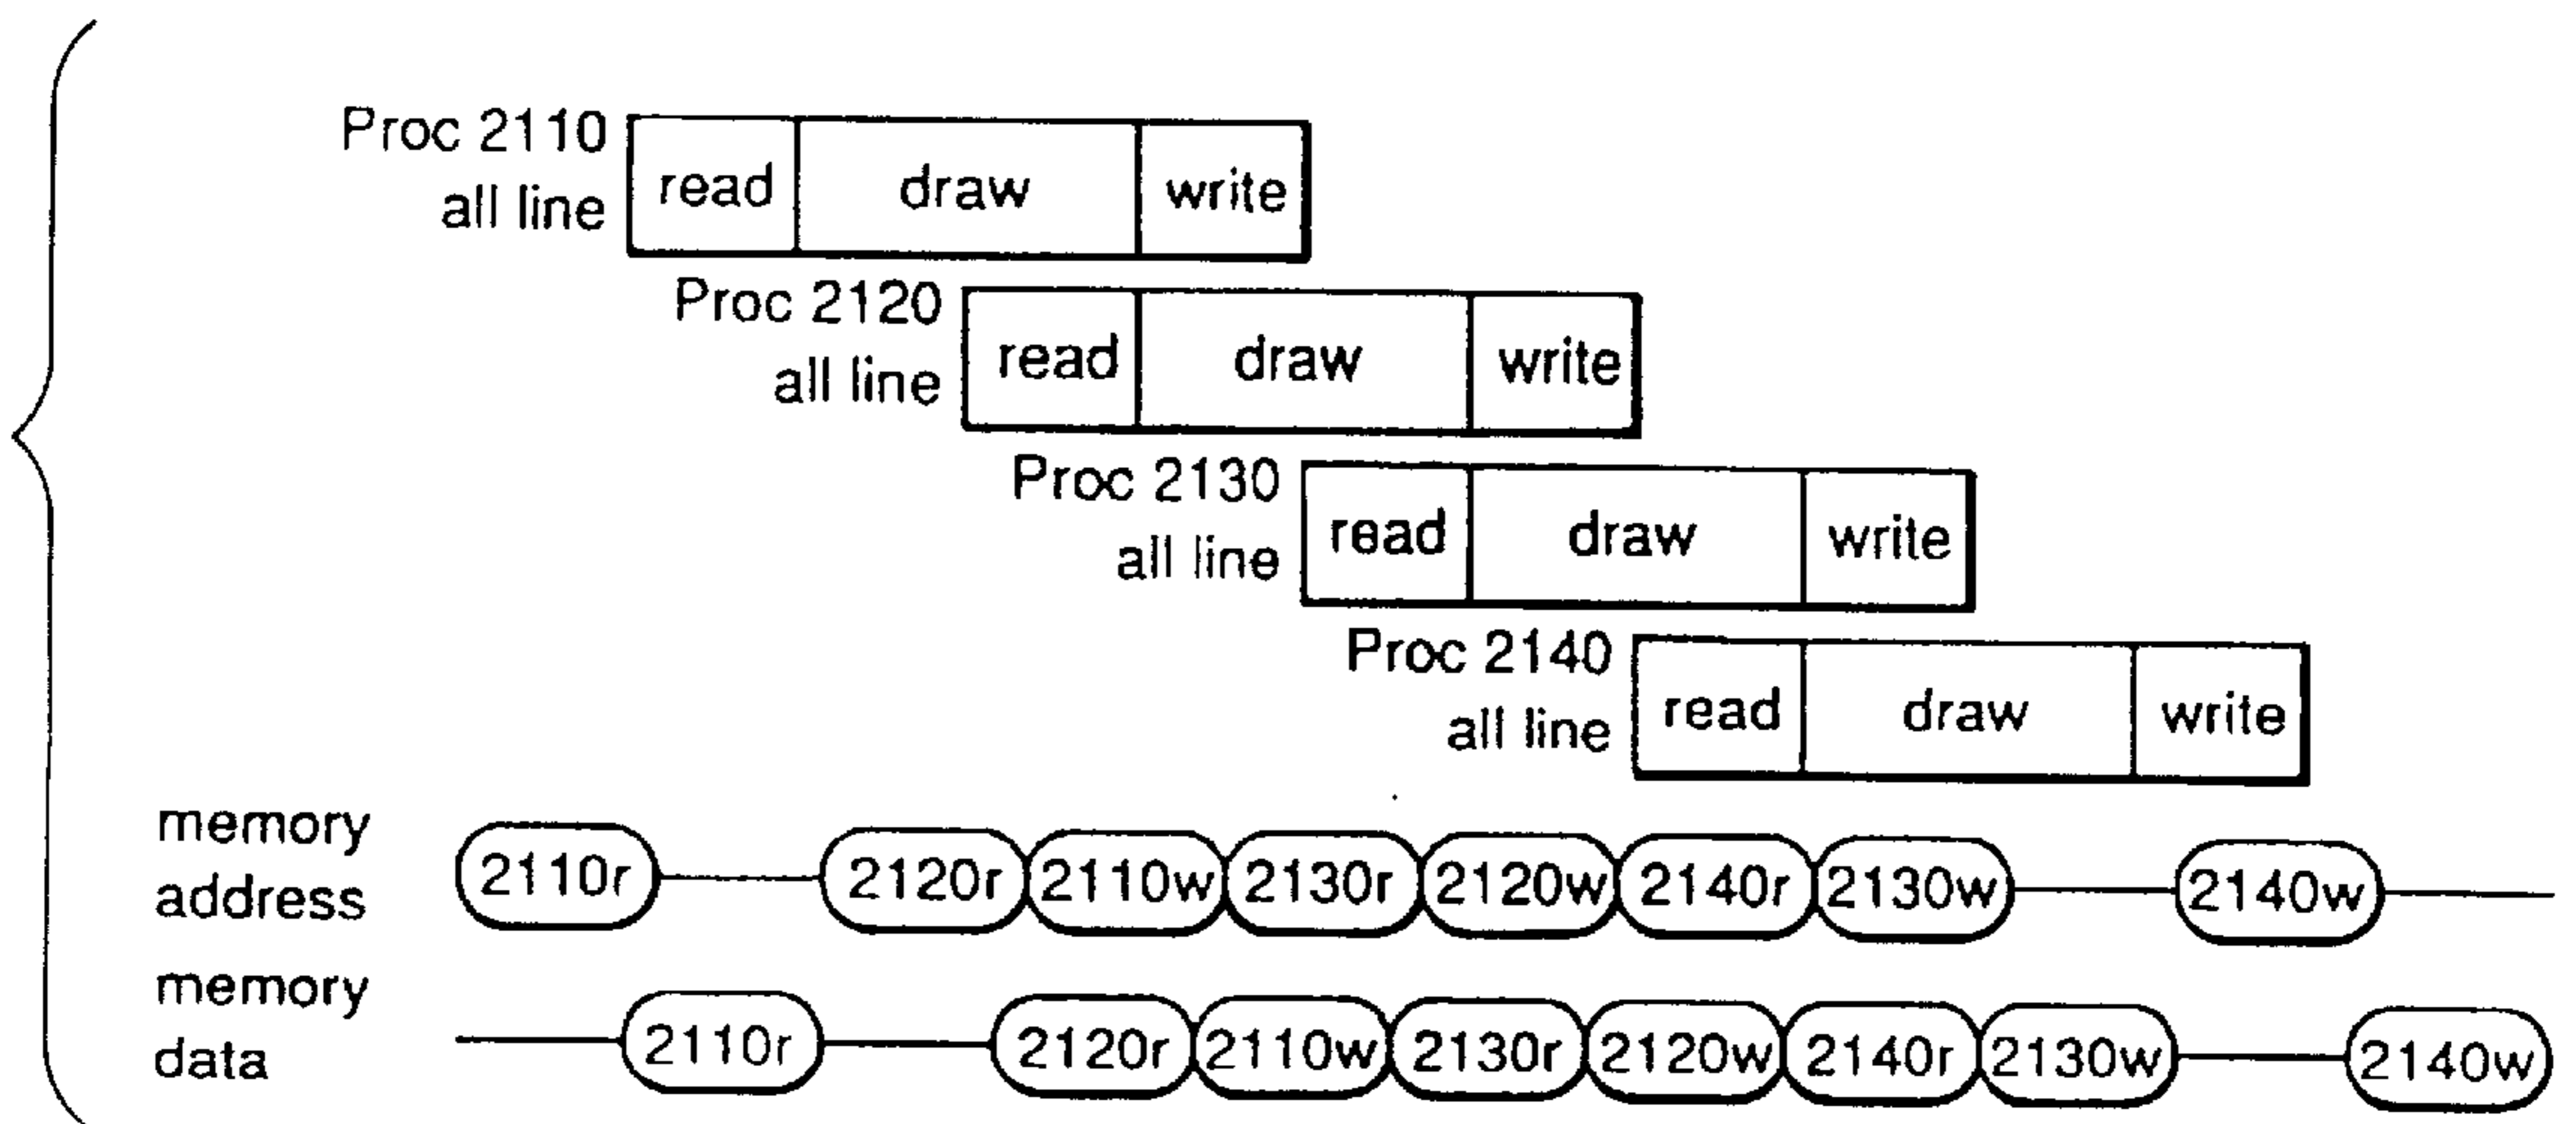 Proc 2110
all line
read draw write
Proc 2120
all line
read draw write
Proc 2130
all line
read draw write
Proc 2140
all line
read draw write
memory
address
2110r 2120r 2110w 2130r 2120w 2140r 2130w 2140w
memory
data
2110r 2120r 2110w 2130r 2120w 2140r 2130w 2140w